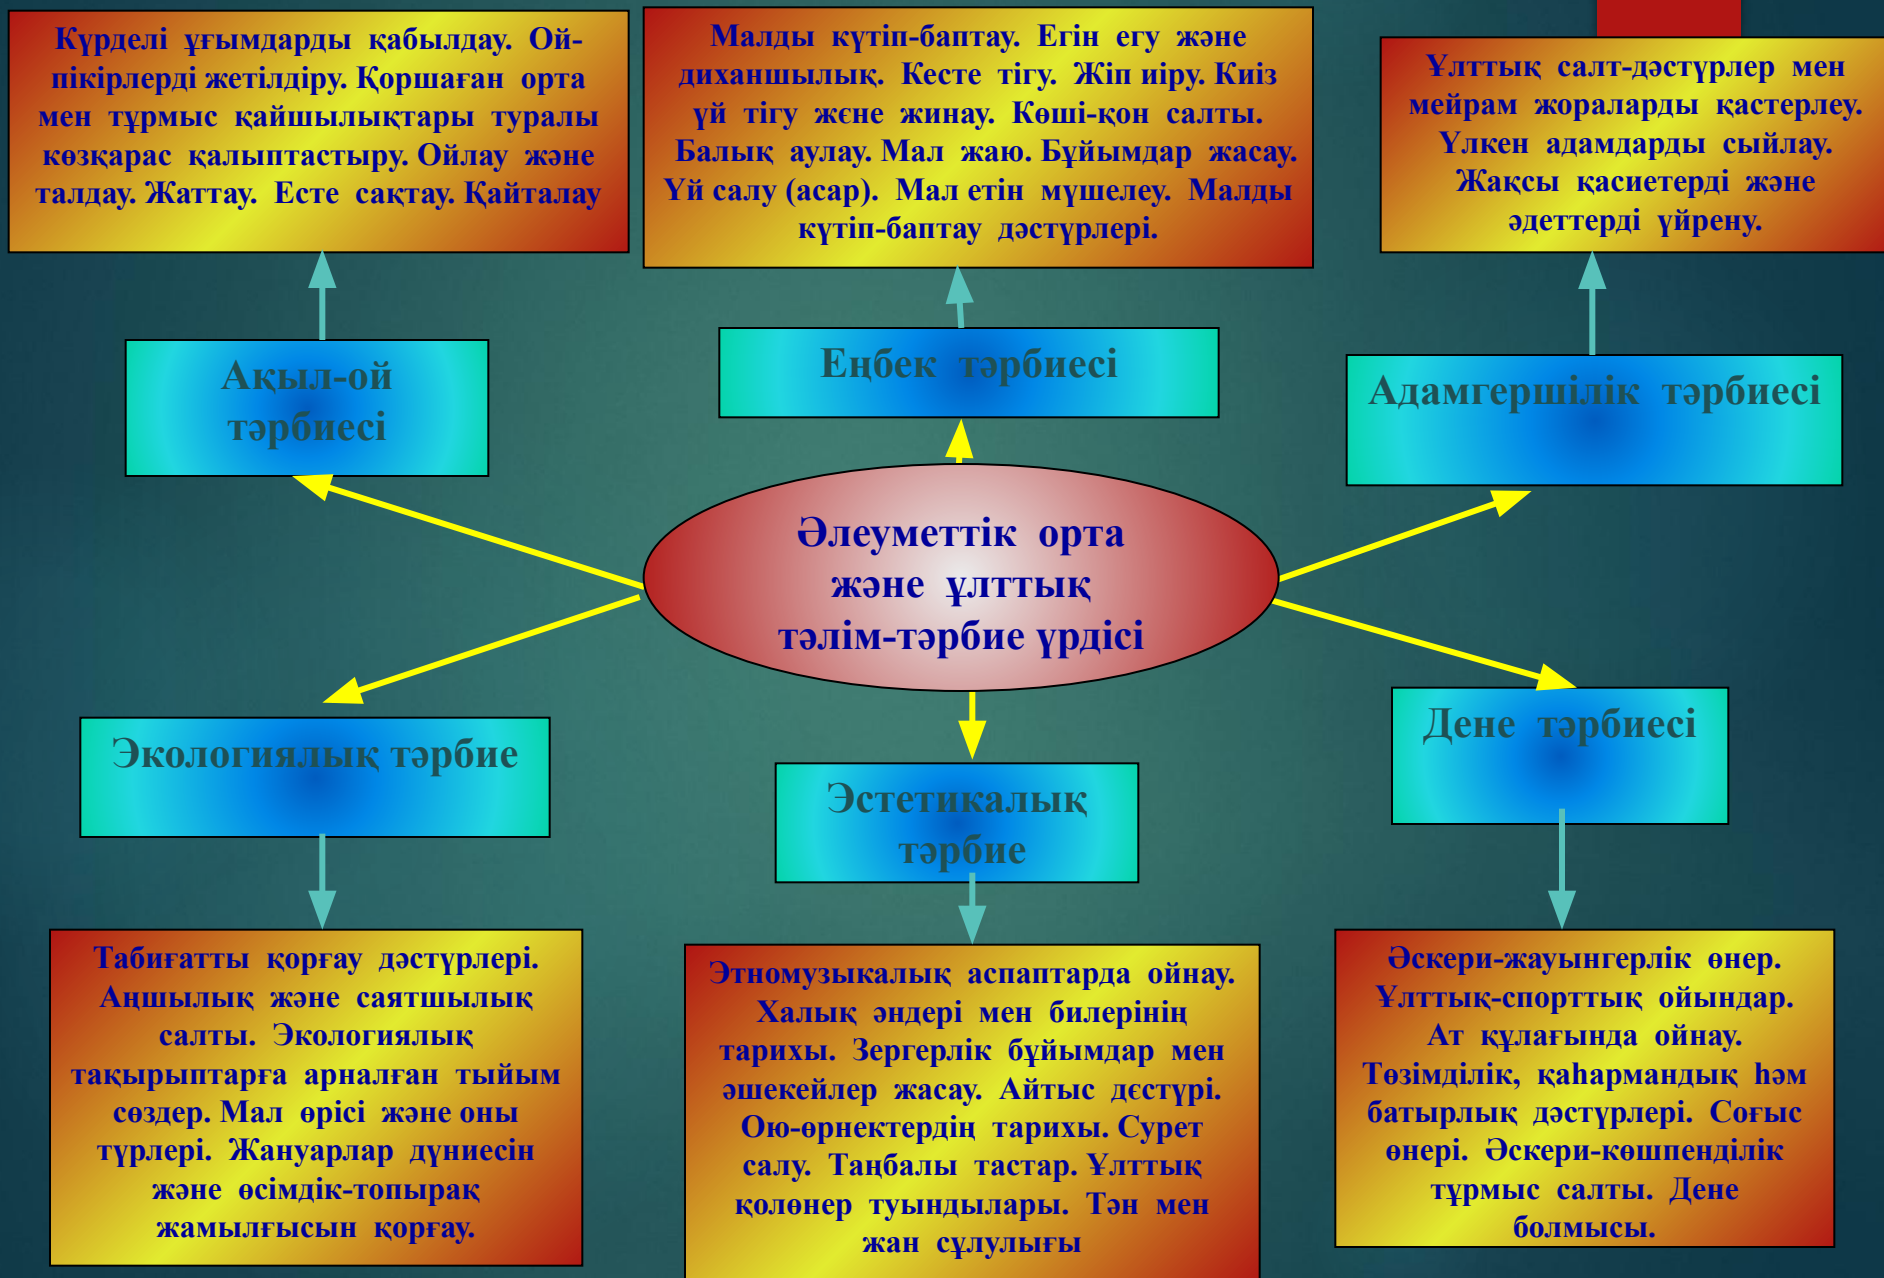 Күрделі ұғымдарды қабылдау. Ой-
пікірлерді жетілдіру. Қоршаған орта
мен тұрмыс қайшылықтары туралы
көзқарас қалыптастыру. Ойлау және
талдау. Жаттау. Есте сақтау. Қайталау
Малды күтіп-баптау. Егін егу және
диханшылық. Кесте тігу. Жіп иіру. Киіз
үй тігу жєне жинау. Көші-қон салты.
Балық аулау. Мал жаю. Бұйымдар жасау.
Үй салу (асар). Мал етін мүшелеу. Малды
күтіп-баптау дәстүрлері.
Ұлттық салт-дәстүрлер мен
мейрам жораларды қастерлеу.
Үлкен адамдарды сыйлау.
Жақсы қасиетерді және
әдеттерді үйрену.
Ақыл-ой
тәрбиесі
Еңбек тәрбиесі
Адамгершілік тәрбиесі
Әлеуметтік орта
және ұлттық
тәлім-тәрбие үрдісі
Экологиялық тәрбие
Эстетикалық
тәрбие
Дене тәрбиесі
Табиғатты қорғау дәстүрлері.
Аңшылық және саятшылық
салты. Экологиялық
тақырыптарға арналған тыйым
сөздер. Мал өрісі және оны
түрлері. Жануарлар дүниесін
және өсімдік-топырақ
жамылғысын қорғау.
Этномузыкалық аспаптарда ойнау.
Халық әндері мен билерінің
тарихы. Зергерлік бұйымдар мен
әшекейлер жасау. Айтыс дєстүрі.
Ою-өрнектердің тарихы. Сурет
салу. Таңбалы тастар. Ұлттық
қолөнер туындылары. Тән мен
жан сұлулығы
Әскери-жауынгерлік өнер.
Ұлттық-спорттық ойындар.
Ат құлағында ойнау.
Төзімділік, қаһармандық һәм
батырлық дәстүрлері. Соғыс
өнері. Әскери-көшпенділік
тұрмыс салты. Дене
болмысы.